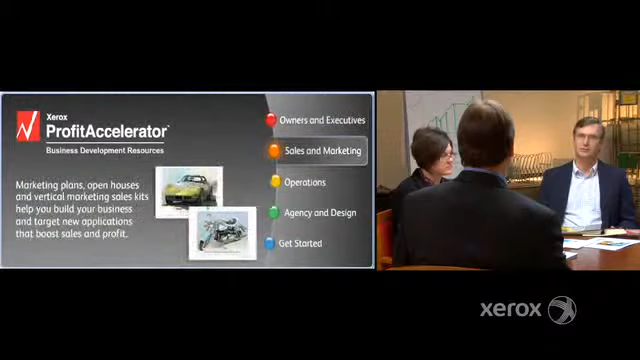 Xerox
ProfitAccelerator™
Business Development Resources
Marketing plans, open houses
and vertical marketing sales kits
help you build your business
and target new applications
that boost sales and profit.
Owners and Executives
Sales and Marketing
Operations
Agency and Design
Get Started
xerox